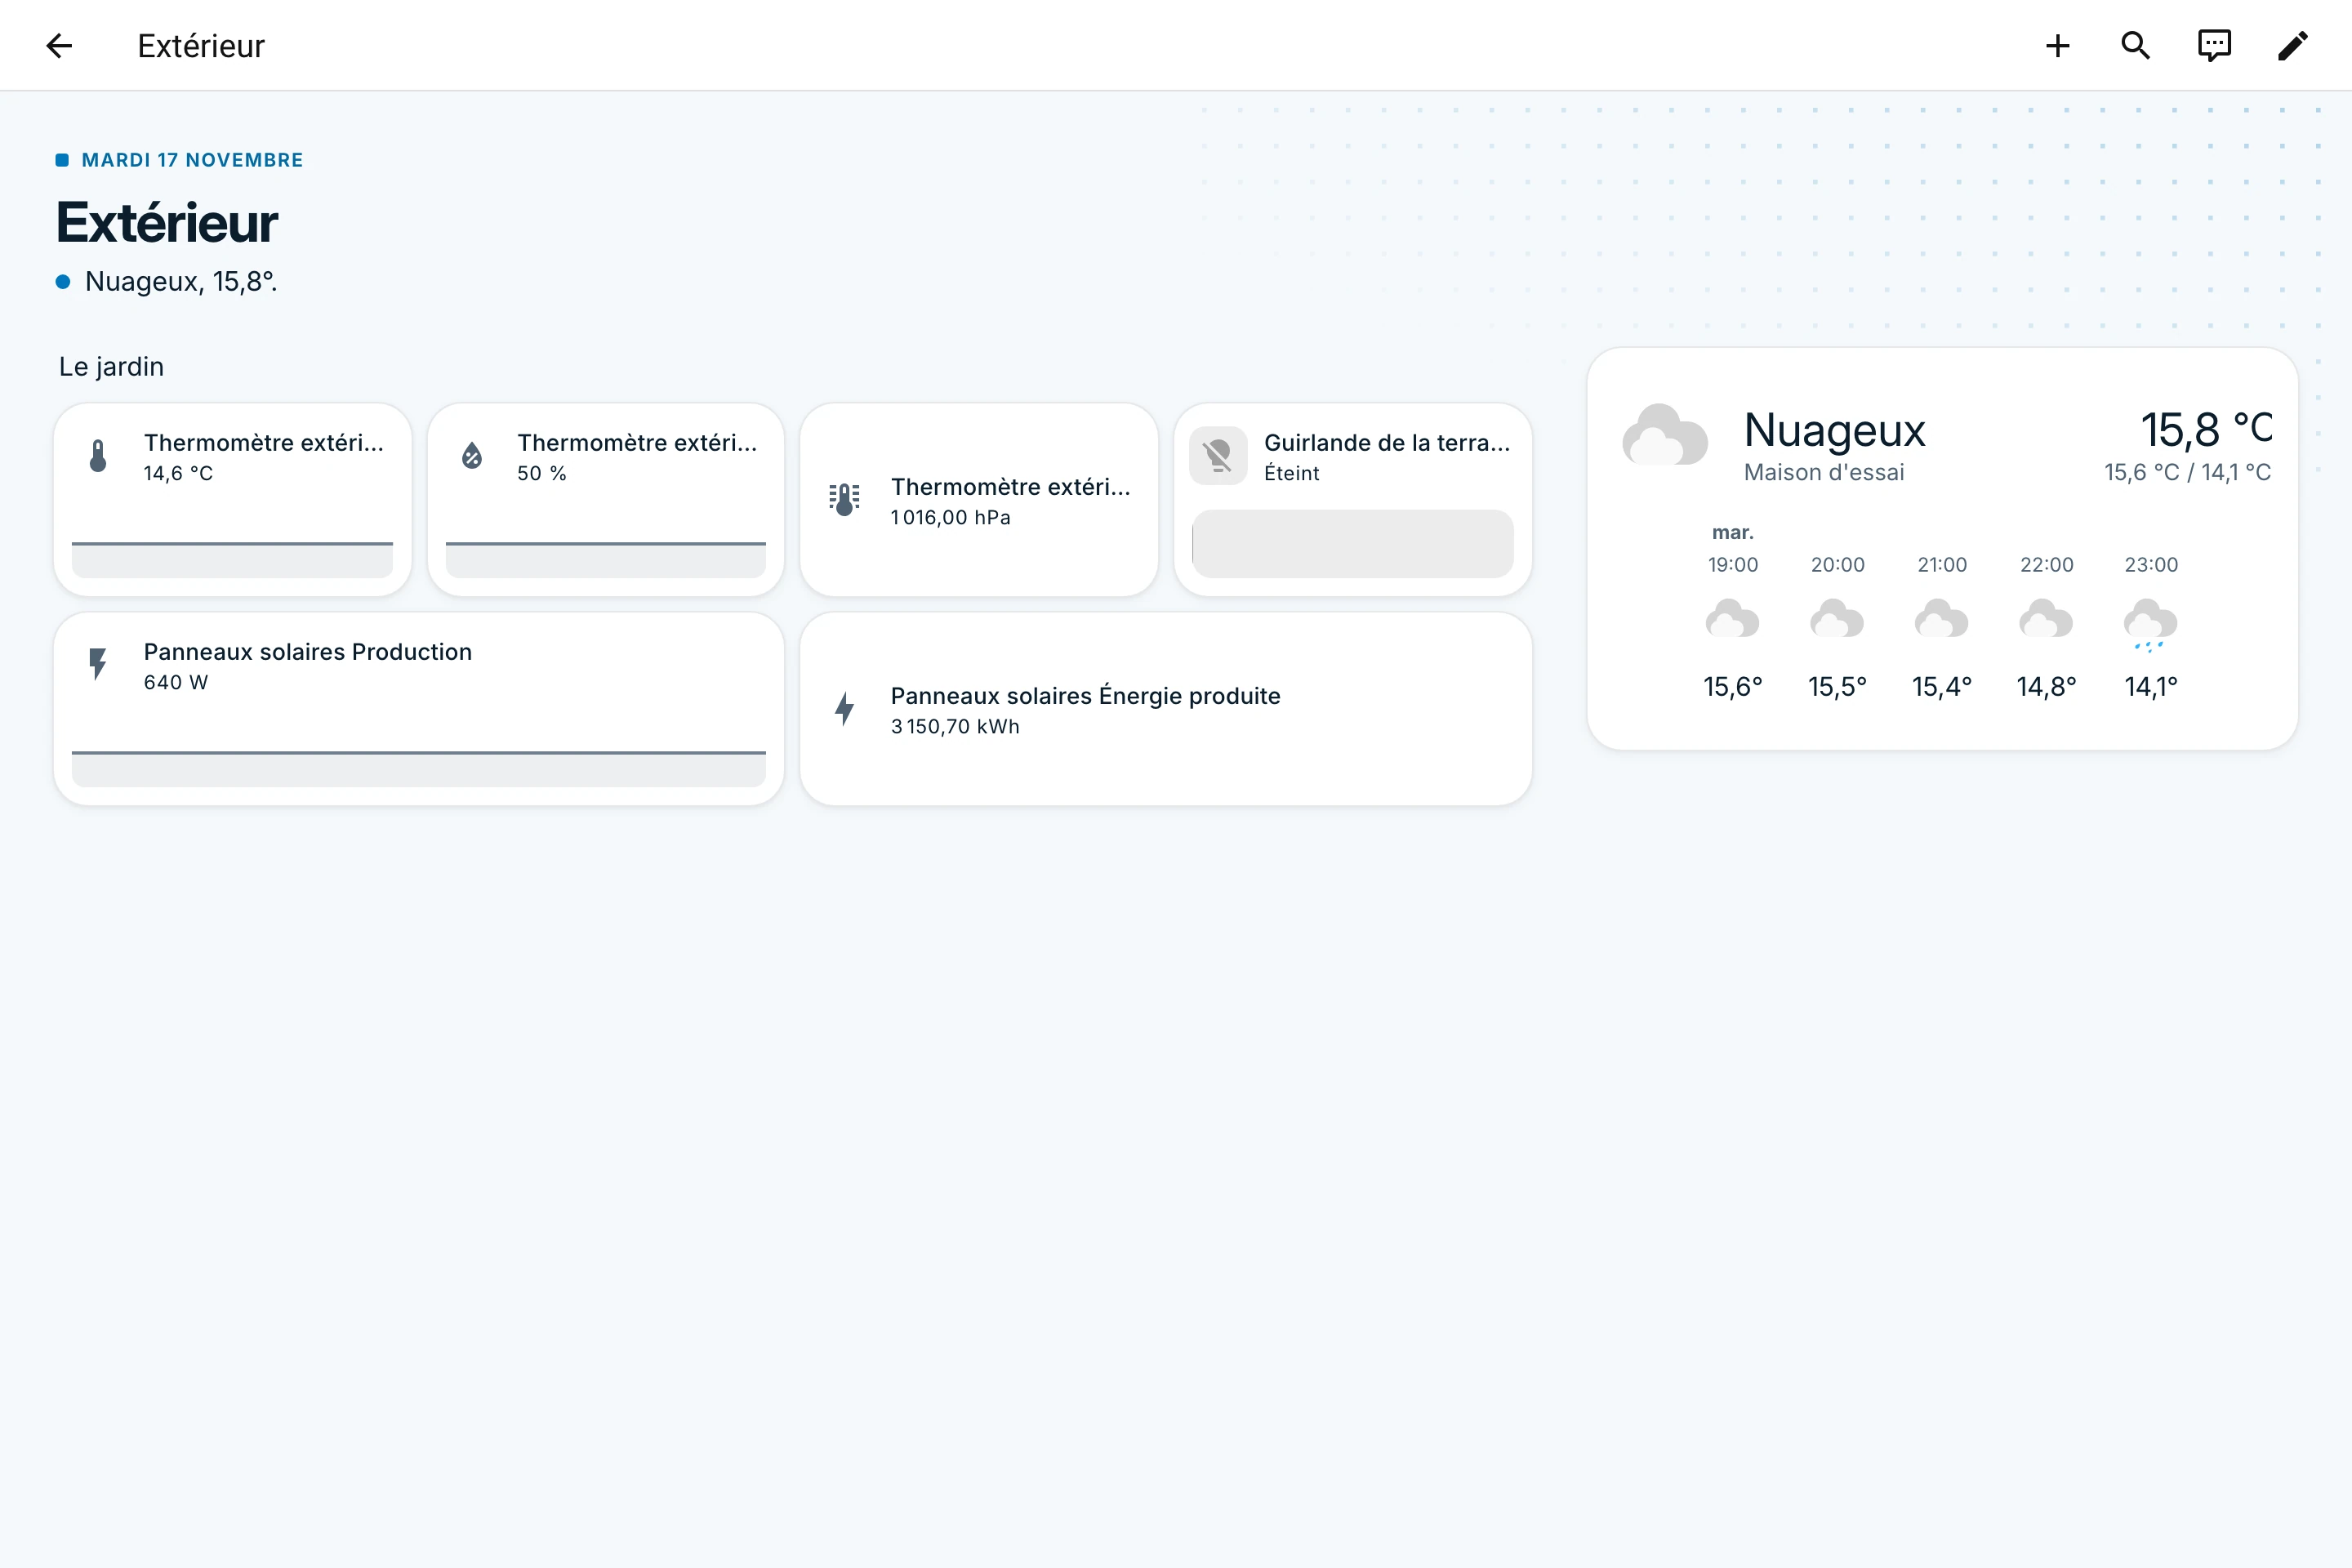 Extérieur
MARDI 17 NOVEMBRE
Extérieur
Nuageux, 15,8°.
Le jardin
Thermomètre extéri...
14,6 °C
Thermomètre extéri...
50 %
Thermomètre extéri...
1 016,00 hPa
Guirlande de la terra...
Éteint
Panneaux solaires Production
640 W
Panneaux solaires Énergie produite
3 150,70 kWh
Nuageux
15,8 °C
Maison d'essai
15,6 °C / 14,1 °C
mar.
19:00 20:00 21:00 22:00 23:00
15,6° 15,5° 15,4° 14,8° 14,1°